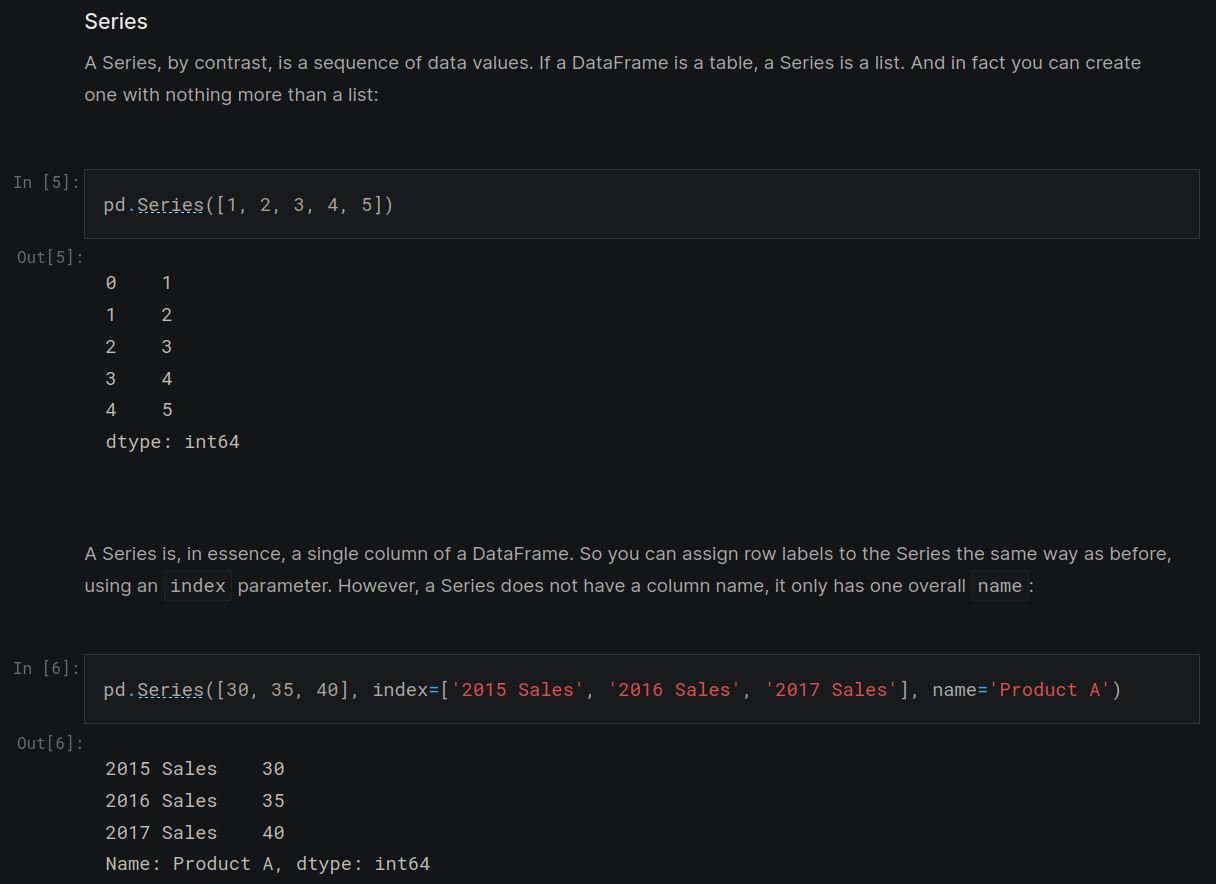 Series
A Series, by contrast, is a sequence of data values. If a DataFrame is a table, a Series is a list. And in fact you can create
one with nothing more than a list:
In [5]:
pd.Series([1, 2, 3, 4, 5])
Out[5]:
0    1
1    2
2    3
3    4
4    5
dtype: int64
A Series is, in essence, a single column of a DataFrame. So you can assign row labels to the Series the same way as before,
using an index parameter. However, a Series does not have a column name, it only has one overall name:
In [6]:
pd.Series([30, 35, 40], index=['2015 Sales', '2016 Sales', '2017 Sales'], name='Product A')
Out[6]:
2015 Sales    30
2016 Sales    35
2017 Sales    40
Name: Product A, dtype: int64